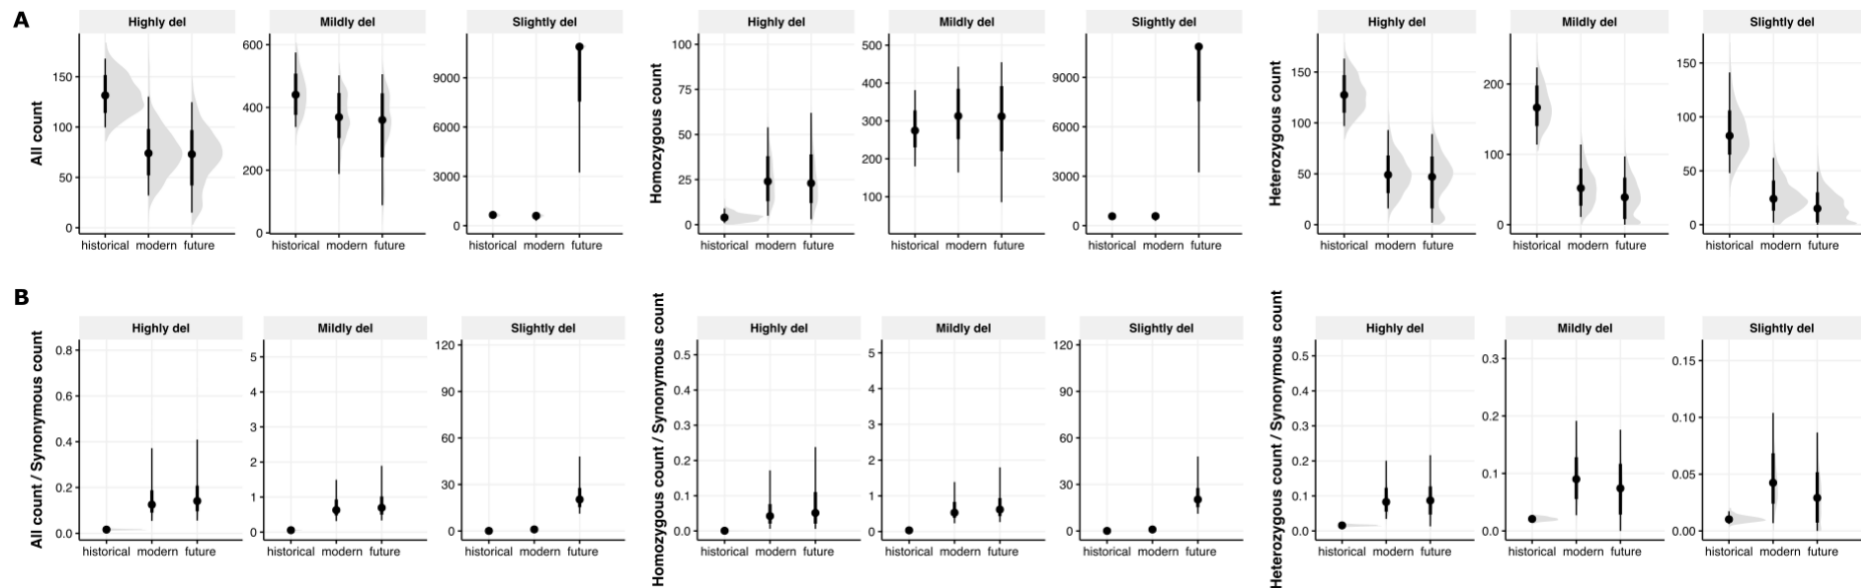 A
Highly del
Mildly del
Slightly del
Highly del
Mildly del
Slightly del
Highly del
Mildly del
Slightly del
All count
150
100
50
0
600
400
200
0
9000
6000
3000
0
Homozygous count
100
75
50
25
0
500
400
300
200
100
9000
6000
3000
0
Heterozygous count
150
100
50
0
200
100
0
150
100
50
0
historical modern future
historical modern future
historical modern future
historical modern future
historical modern future
historical modern future
historical modern future
historical modern future
historical modern future
B
Highly del
Mildly del
Slightly del
Highly del
Mildly del
Slightly del
Highly del
Mildly del
Slightly del
All count / Synonymous count
0.8
0.6
0.4
0.2
0.0
5
4
3
2
1
0
120
90
60
30
0
Homozygous count / Synonymous count
0.5
0.4
0.3
0.2
0.1
0.0
5
4
3
2
1
0
120
90
60
30
0
Heterozygous count / Synonymous count
0.5
0.4
0.3
0.2
0.1
0.0
0.3
0.2
0.1
0.0
0.15
0.10
0.05
0.00
historical modern future
historical modern future
historical modern future
historical modern future
historical modern future
historical modern future
historical modern future
historical modern future
historical modern future